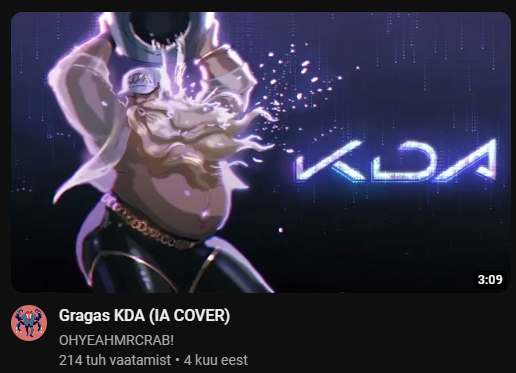 KDA
3:09
Gragas KDA (IA COVER)
OHYEAHMRCRAB!
214 tuh vaatamist • 4 kuu eest